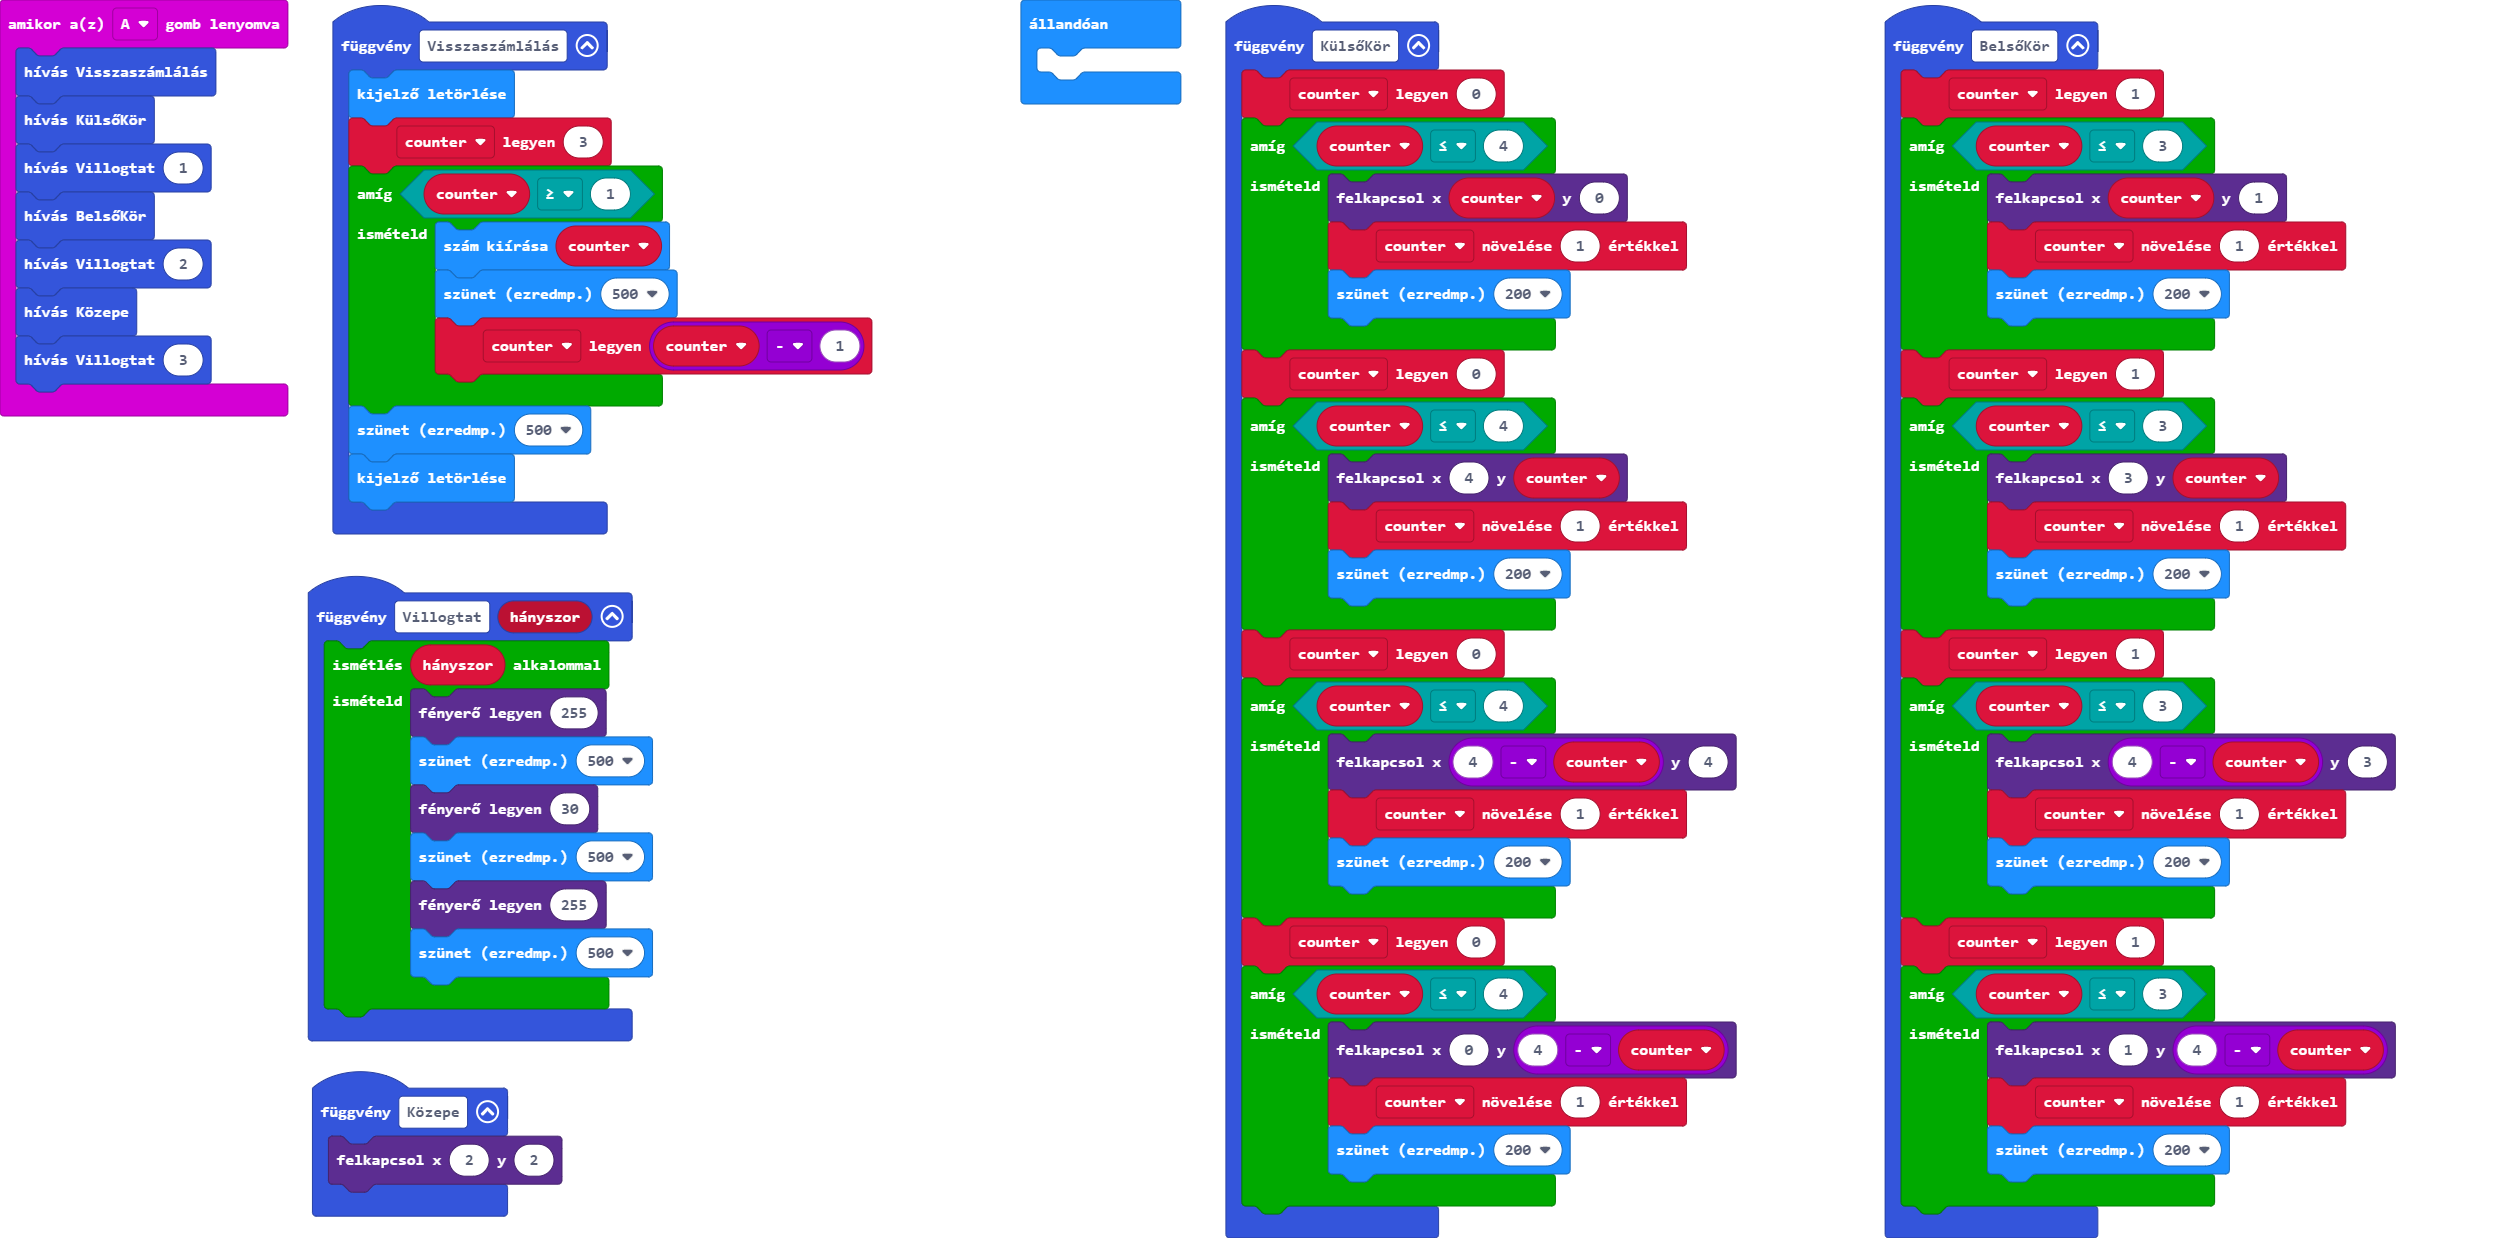 amikor a(z) A gomb lenyomva
hívás Visszaszámlálás
hívás KülsőKör
hívás Villogtat 1
hívás BelsőKör
hívás Villogtat 2
hívás Közepe
hívás Villogtat 3
függvény Visszaszámlálás
kijelző letörlése
counter legyen 3
amíg counter ≥ 1
ismételd
szám kiírása counter
szünet (ezredmp.) 500
counter legyen counter - 1
szünet (ezredmp.) 500
kijelző letörlése
függvény Villogtat hányszor
ismétlés hányszor alkalommal
ismételd
fényerő legyen 255
szünet (ezredmp.) 500
fényerő legyen 30
szünet (ezredmp.) 500
fényerő legyen 255
szünet (ezredmp.) 500
függvény Közepe
felkapcsol x 2 y 2
állandóan
függvény KülsőKör
counter legyen 0
amíg counter ≤ 4
ismételd
felkapcsol x counter y 0
counter növelése 1 értékkel
szünet (ezredmp.) 200
counter legyen 0
amíg counter ≤ 4
ismételd
felkapcsol x 4 y counter
counter növelése 1 értékkel
szünet (ezredmp.) 200
counter legyen 0
amíg counter ≤ 4
ismételd
felkapcsol x 4 - counter y 4
counter növelése 1 értékkel
szünet (ezredmp.) 200
counter legyen 0
amíg counter ≤ 4
ismételd
felkapcsol x 0 y 4 - counter
counter növelése 1 értékkel
szünet (ezredmp.) 200
függvény BelsőKör
counter legyen 1
amíg counter ≤ 3
ismételd
felkapcsol x counter y 1
counter növelése 1 értékkel
szünet (ezredmp.) 200
counter legyen 1
amíg counter ≤ 3
ismételd
felkapcsol x 3 y counter
counter növelése 1 értékkel
szünet (ezredmp.) 200
counter legyen 1
amíg counter ≤ 3
ismételd
felkapcsol x 4 - counter y 3
counter növelése 1 értékkel
szünet (ezredmp.) 200
counter legyen 1
amíg counter ≤ 3
ismételd
felkapcsol x 1 y 4 - counter
counter növelése 1 értékkel
szünet (ezredmp.) 200